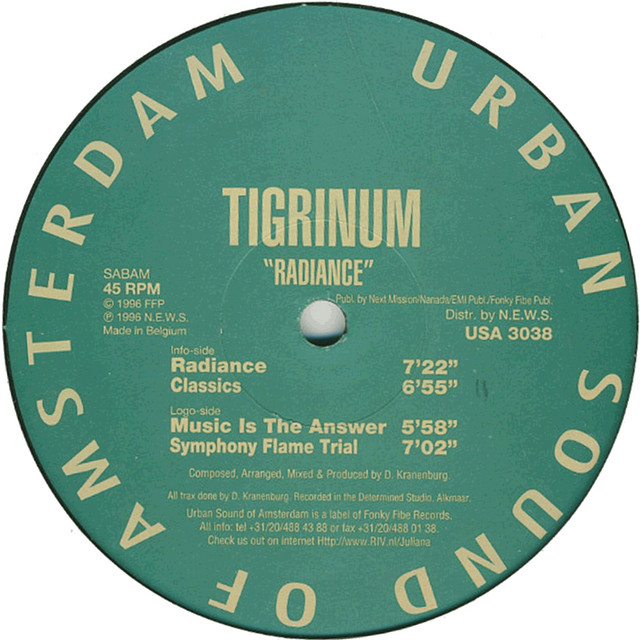 URBAN SOUND OF AMSTERDAM
TIGRINUM
"RADIANCE"
SABAM
45 RPM
© 1996 FFP
℗ 1996 N.E.W.S.
Made in Belgium
Publ. by Next Mission/Nanada/EMI Publ./Fonky Fibe Publ.
Distr. by N.E.W.S.
USA 3038
Info-side
Radiance 7'22"
Classics 6'55"
Logo-side
Music Is The Answer 5'58"
Symphony Flame Trial 7'02"
Composed, Arranged, Mixed & Produced by D. Kranenburg.
All trax done by D. Kranenburg. Recorded in the Determined Studio, Alkmaar.
Urban Sound of Amsterdam is a label of Fonky Fibe Records.
All info: tel +31/20/488 43 88 or fax +31/20/488 01 38.
Check us out on internet Http://www.RIV.nl/Juliana